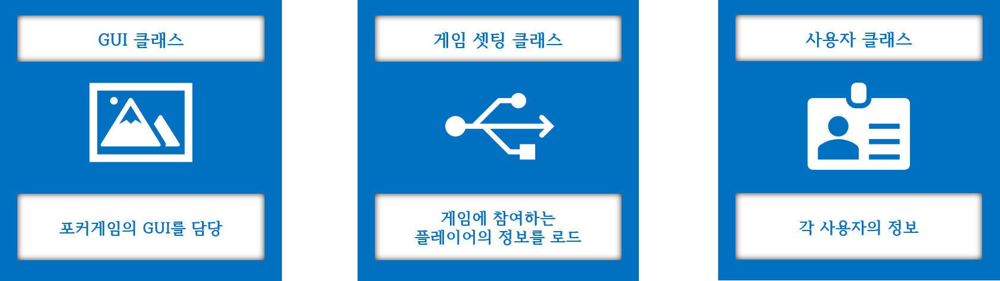 GUI 클래스
포커게임의 GUI를 담당
게임 셋팅 클래스
게임에 참여하는
플레이어의 정보를 로드
사용자 클래스
각 사용자의 정보